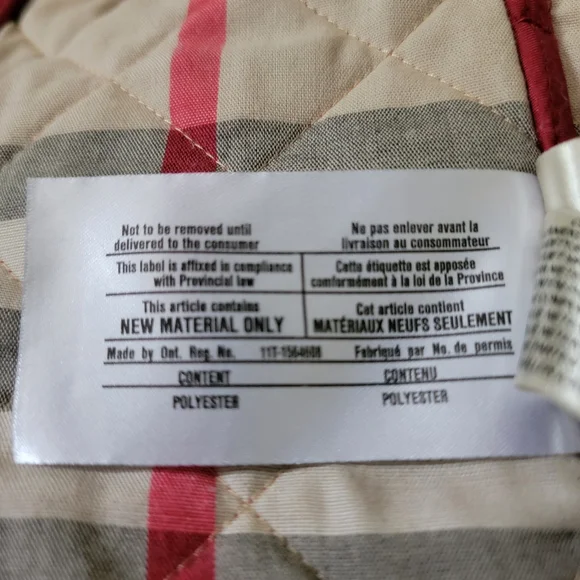 Not to be removed until
delivered to the consumer
Ne pas enlever avant la
livraison au consommateur
This label is affixed in compliance
with Provincial law
Cette étiquette est apposée
conformément à la loi de la Province
This article contains
NEW MATERIAL ONLY
Cet article contient
MATÉRIAUX NEUFS SEULEMENT
Made by Ont. Reg. No. 11T-1564608 Fabriqué par No. de permis
CONTENT
CONTENU
POLYESTER
POLYESTER